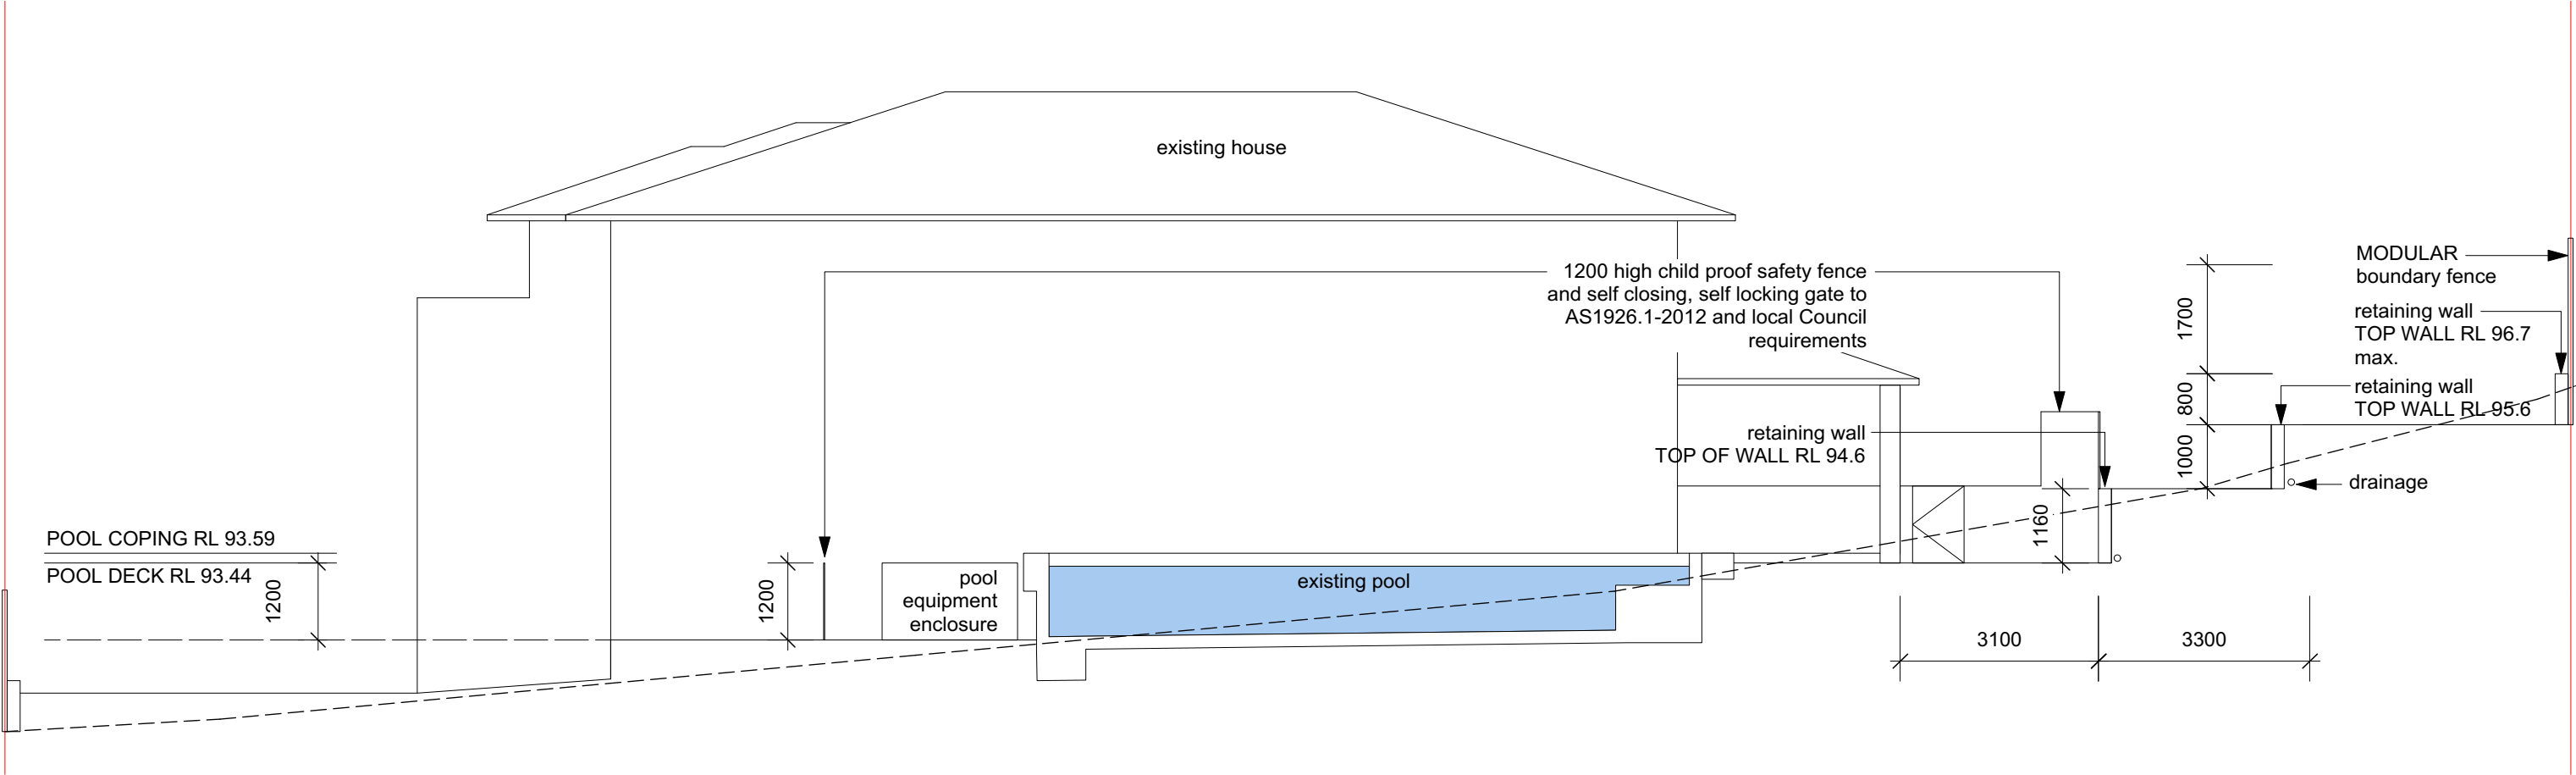 existing house
1200 high child proof safety fence
and self closing, self locking gate to
AS1926.1-2012 and local Council
requirements
MODULAR
boundary fence
retaining wall
TOP WALL RL 96.7
max.
retaining wall
TOP WALL RL 95.6
1700
800
1000
drainage
retaining wall
TOP OF WALL RL 94.6
1160
POOL COPING RL 93.59
POOL DECK RL 93.44
1200
1200
pool
equipment
enclosure
existing pool
3100
3300